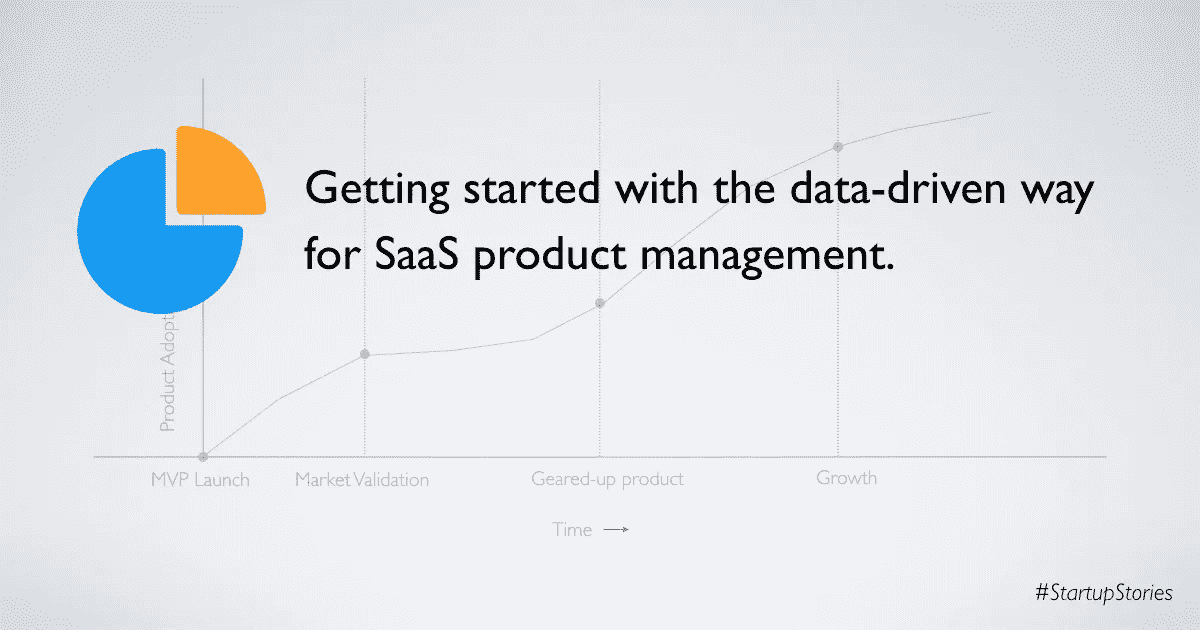 Getting started with the data-driven way
for SaaS product management.
Product Adopt
MVP Launch
Market Validation
Geared-up product
Growth
Time
#StartupStories